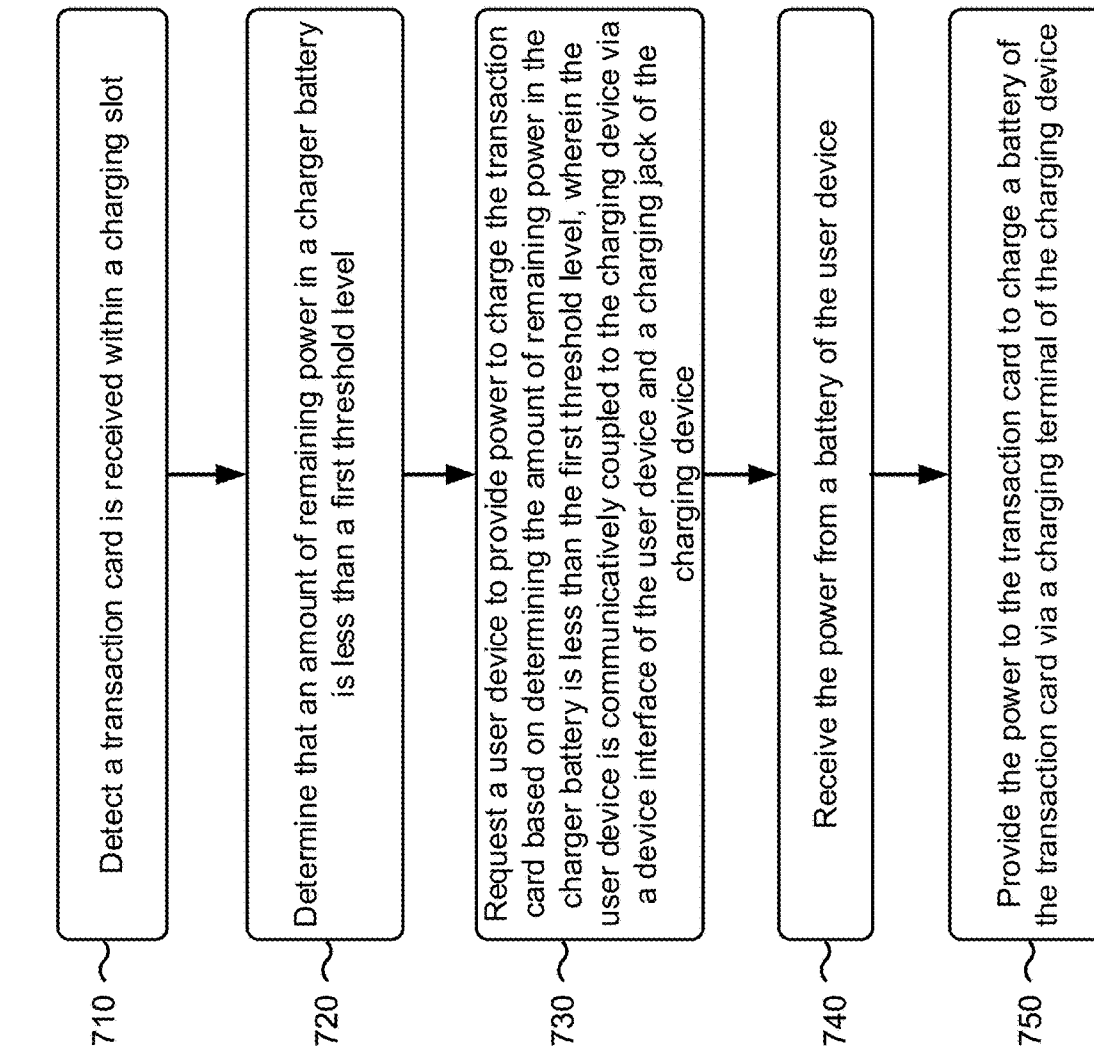 710
Detect a transaction card is received within a charging slot
720
Determine that an amount of remaining power in a charger battery
is less than a first threshold level
730
Request a user device to provide power to charge the transaction
card based on determining the amount of remaining power in the
charger battery is less than the first threshold level, wherein the
user device is communicatively coupled to the charging device via
a device interface of the user device and a charging jack of the
charging device
740
Receive the power from a battery of the user device
750
Provide the power to the transaction card to charge a battery of
the transaction card via a charging terminal of the charging device